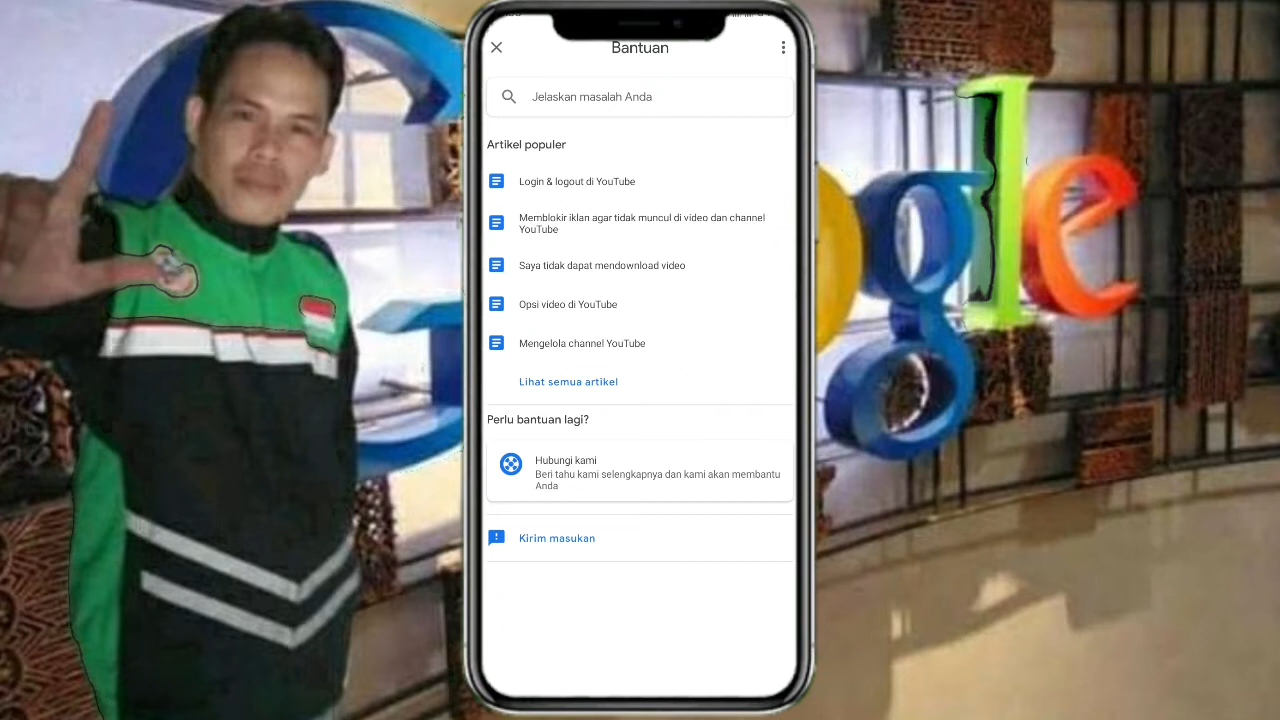 Bantuan
Jelaskan masalah Anda
Artikel populer
Login & logout di YouTube
Memblokir iklan agar tidak muncul di video dan channel
YouTube
Saya tidak dapat mendownload video
Opsi video di YouTube
Mengelola channel YouTube
Lihat semua artikel
Perlu bantuan lagi?
Hubungi kami
Beri tahu kami selengkapnya dan kami akan membantu
Anda
Kirim masukan
gle